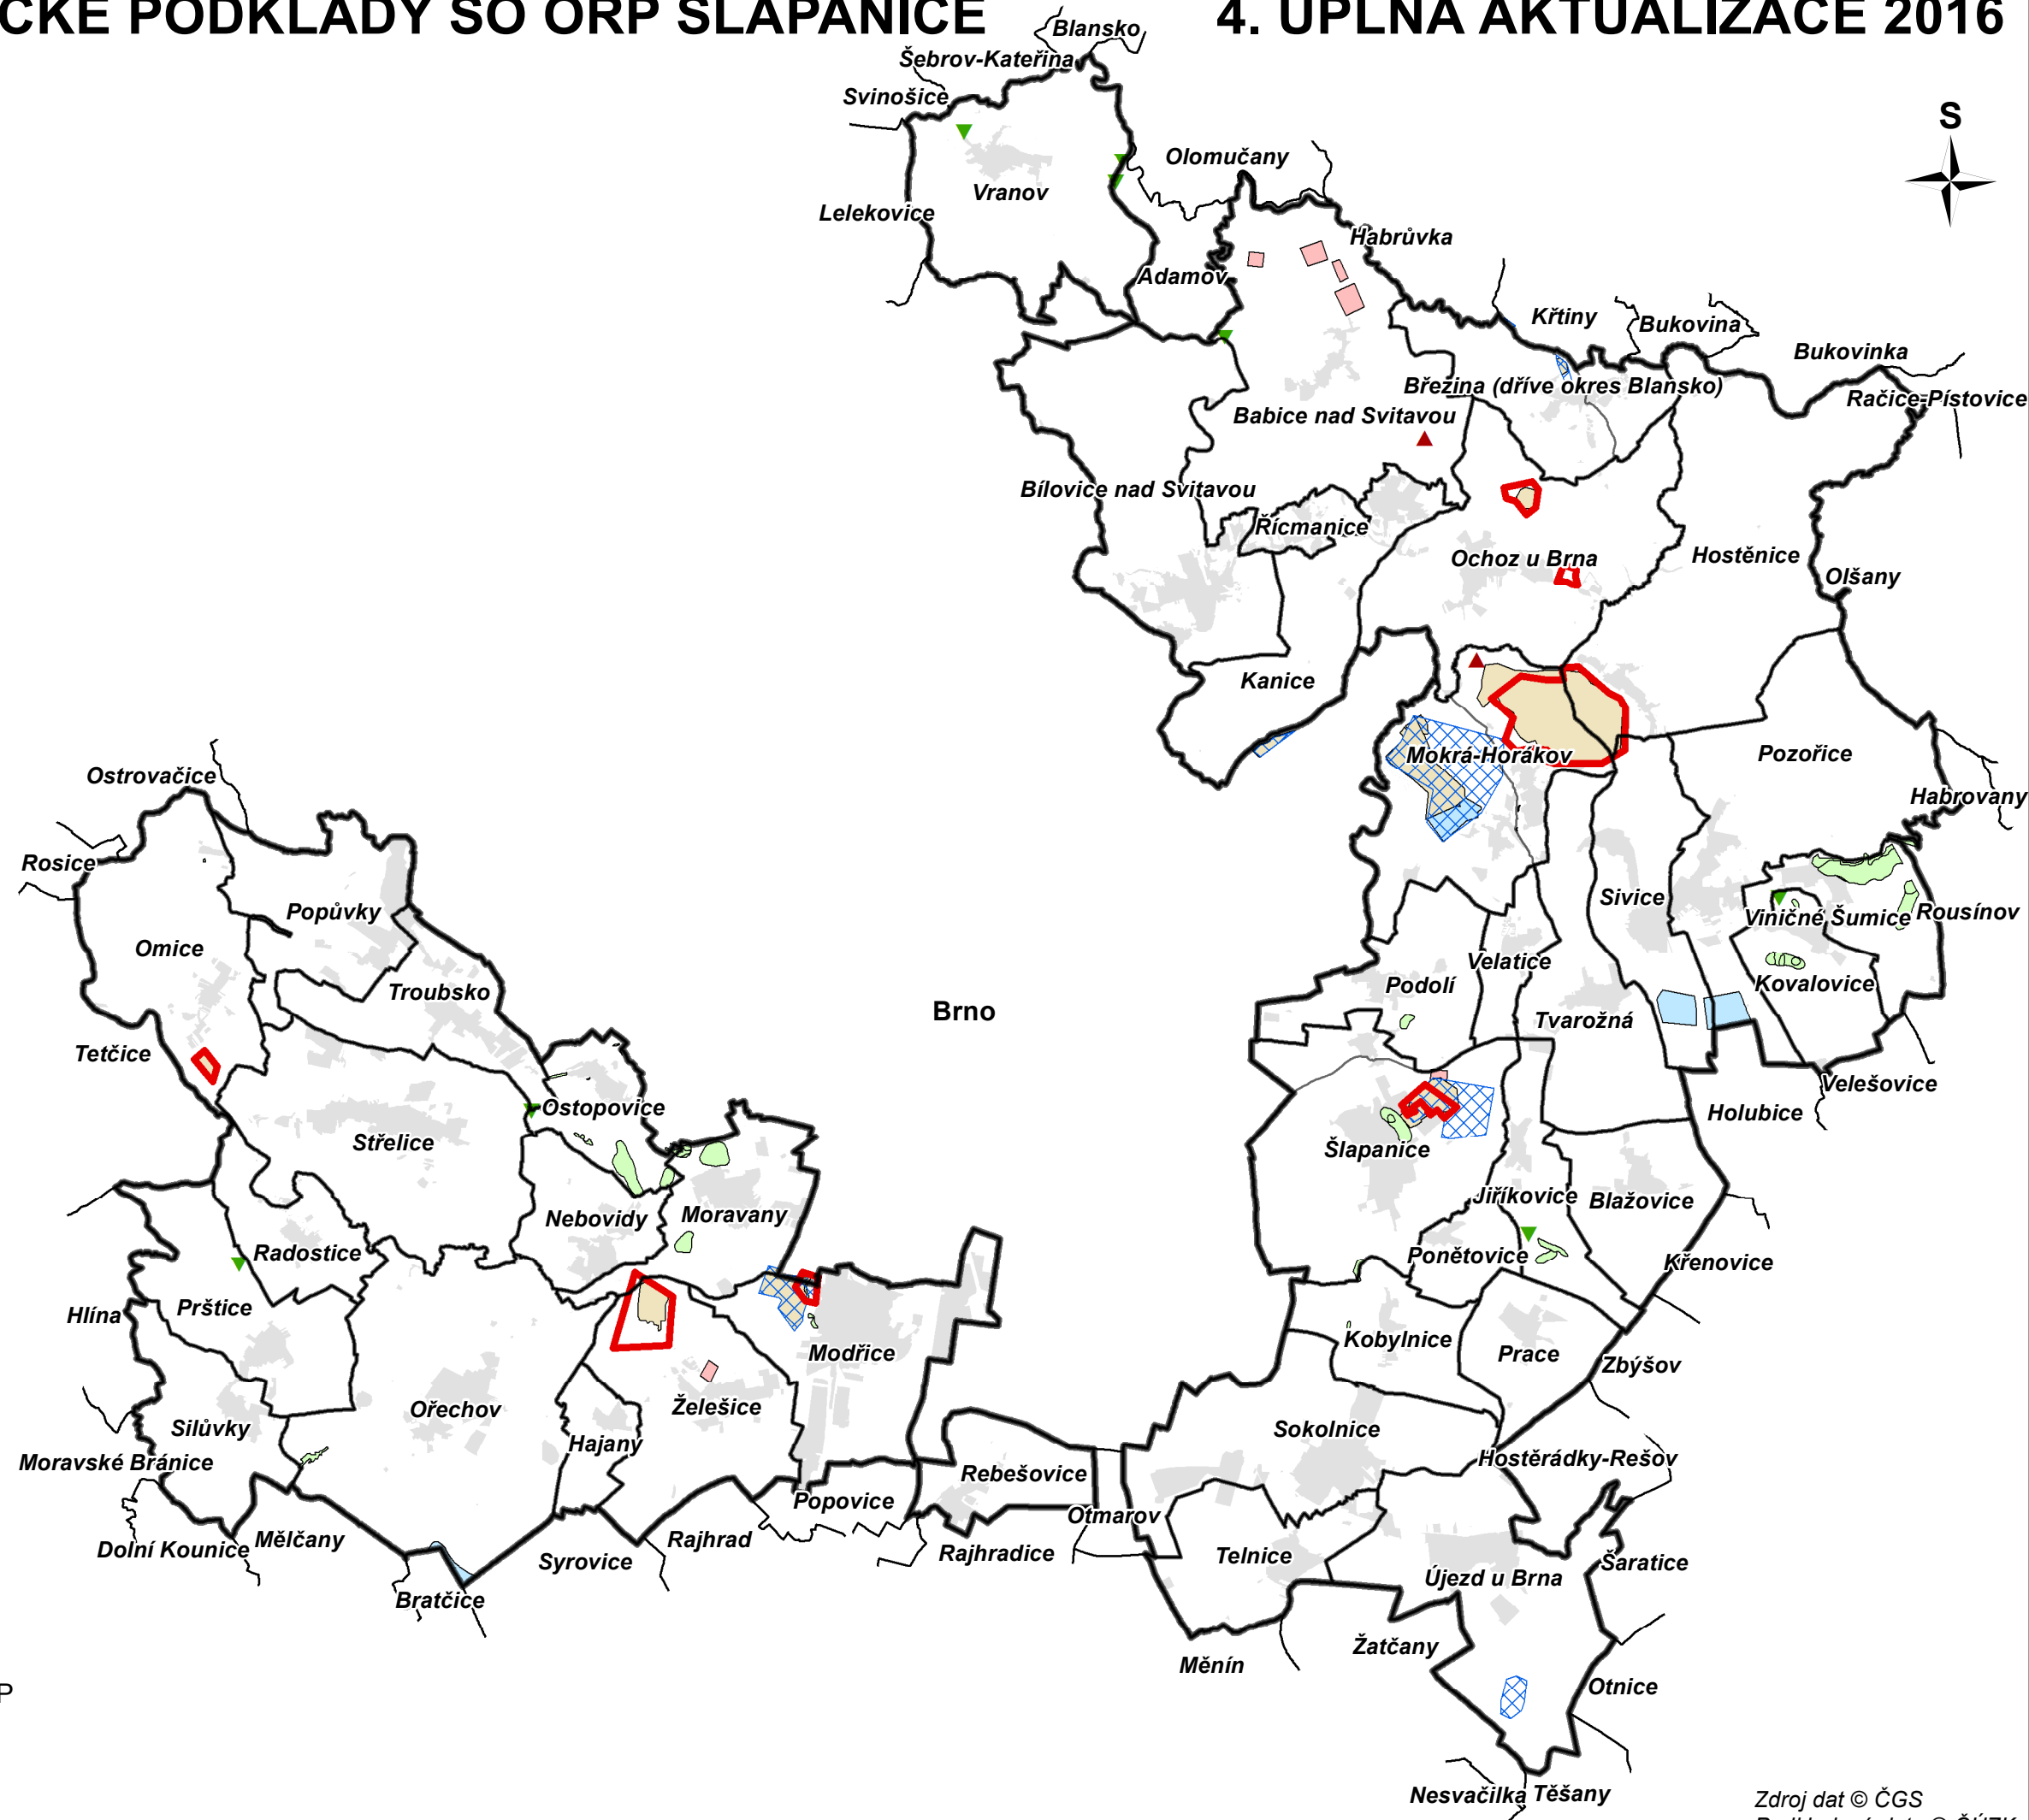 CKÉ PODKLADY SO ORP ŠLAPANICE
4. ÚPLNÁ AKTUALIZACE 2016
Blansko
Šebrov-Kateřina
Svinošice
S
Olomučany
Vranov
Lelekovice
Habrůvka
Adamov
Křtiny
Bukovina
Bukovinka
Březina (dříve okres Blansko)
Račice-Pístovice
Babice nad Svitavou
Bílovice nad Svitavou
Řícmanice
Ochoz u Brna
Hostěnice
Olšany
Kanice
Mokrá-Horákov
Pozořice
Ostrovačice
Habrovany
Rosice
Sivice
Popůvky
Viničné Šumice
Rousínov
Omice
Velatice
Podolí
Kovalovice
Troubsko
Brno
Tvarožná
Tetčice
Velešovice
Ostopovice
Holubice
Střelice
Šlapanice
Jiříkovice
Blažovice
Nebovidy
Moravany
Radostice
Ponětovice
Křenovice
Prštice
Hlína
Kobylnice
Modřice
Prace
Zbýšov
Želešice
Ořechov
Silůvky
Sokolnice
Hajany
Moravské Bránice
Hostěrádky-Rešov
Rebešovice
Popovice
Otmarov
Mělčany
Rajhrad
Dolní Kounice
Rajhradice
Telnice
Syrovice
Šaratice
Újezd u Brna
Bratčice
Žatčany
Měnín
Otnice
P
Nesvačilka
Těšany
Zdroj dat © ČGS